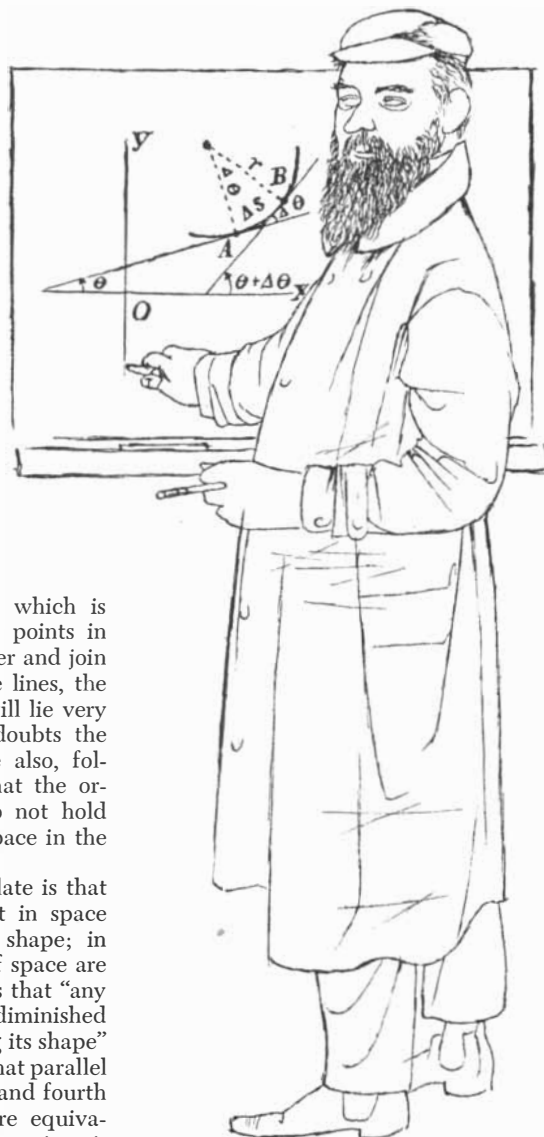 y
Δ
θ
r
B
ΔS
Δθ
A
θ
θ+Δθ
x
O
which is
points in
er and join
e lines, the
ill lie very
doubts the
e also, fol-
hat the or-
o not hold
pace in the
late is that
t in space
shape; in
f space are
s that “any
diminished
g its shape”
hat parallel
and fourth
re equiva-